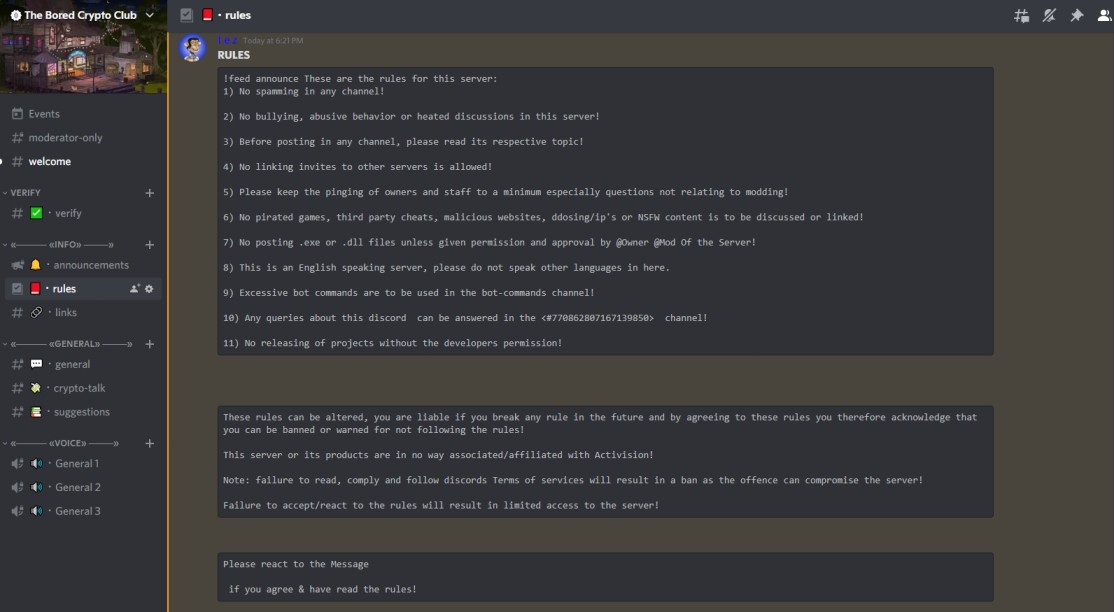 The Bored Crypto Club
Events
moderator-only
welcome
VERIFY
verify
«——— «INFO» ———»
announcements
rules
links
«——— «GENERAL» ———»
general
crypto-talk
suggestions
«——— «VOICE» ———»
General 1
General 2
General 3
rules
Today at 6:21 PM
RULES
!feed announce These are the rules for this server:
1) No spamming in any channel!
2) No bullying, abusive behavior or heated discussions in this server!
3) Before posting in any channel, please read its respective topic!
4) No linking invites to other servers is allowed!
5) Please keep the pinging of owners and staff to a minimum especially questions not relating to modding!
6) No pirated games, third party cheats, malicious websites, ddosing/ip's or NSFW content is to be discussed or linked!
7) No posting .exe or .dll files unless given permission and approval by @Owner @Mod Of the Server!
8) This is an English speaking server, please do not speak other languages in here.
9) Excessive bot commands are to be used in the bot-commands channel!
10) Any queries about this discord  can be answered in the <#770862807167139850>  channel!
11) No releasing of projects without the developers permission!
These rules can be altered, you are liable if you break any rule in the future and by agreeing to these rules you therefore acknowledge that
you can be banned or warned for not following the rules!
This server or its products are in no way associated/affiliated with Activision!
Note: failure to read, comply and follow discords Terms of services will result in a ban as the offence can compromise the server!
Failure to accept/react to the rules will result in limited access to the server!
Please react to the Message
if you agree & have read the rules!